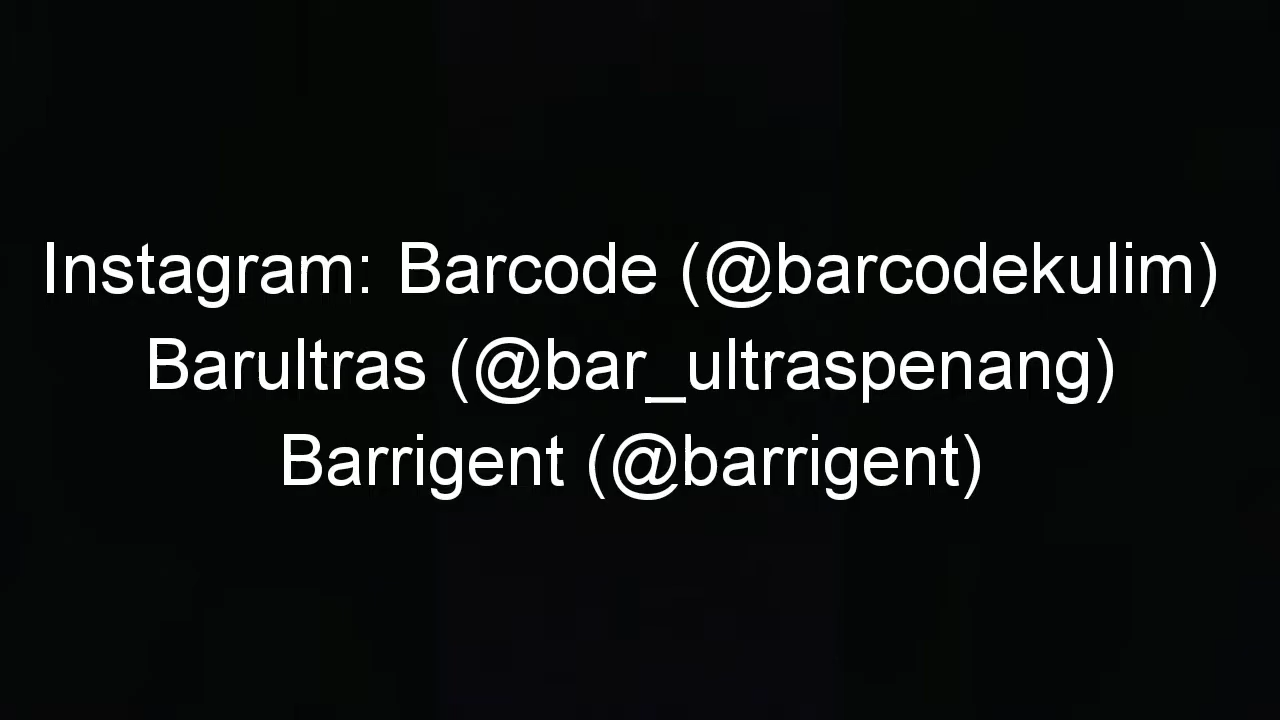 Instagram: Barcode (@barcodekulim)
Barultras (@bar_ultraspenang)
Barrigent (@barrigent)